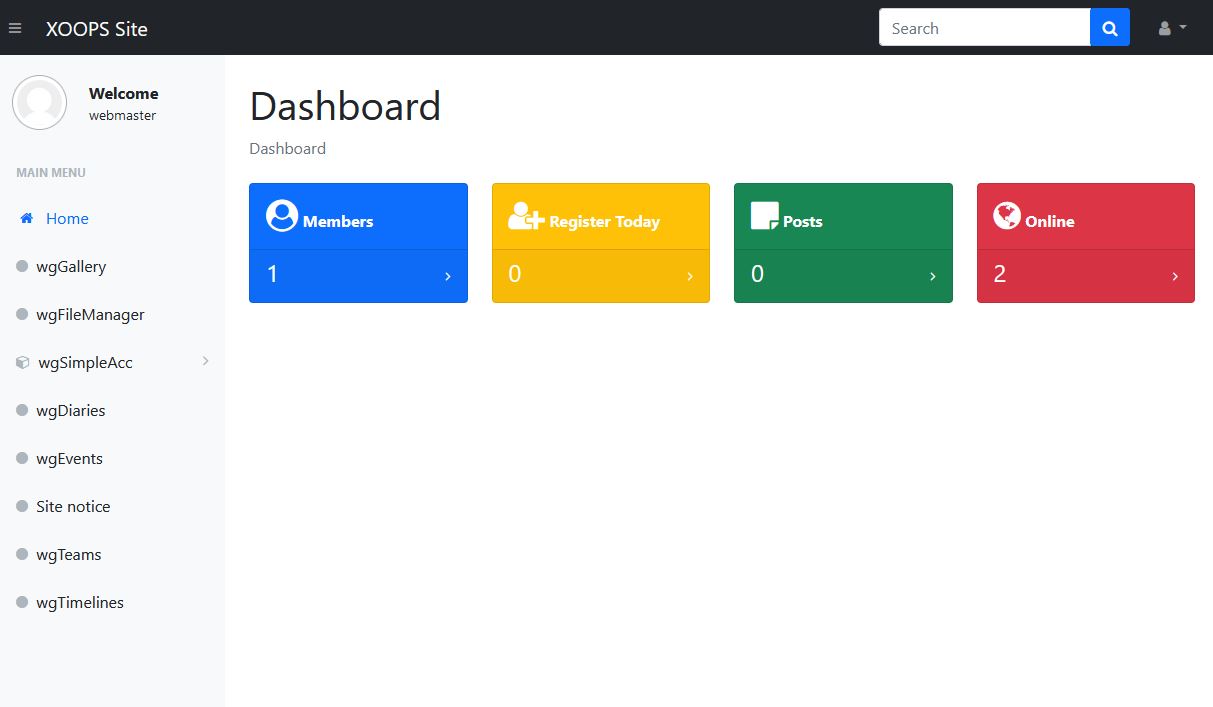 XOOPS Site
Search
Welcome
webmaster
MAIN MENU
Home
wgGallery
wgFileManager
wgSimpleAcc
wgDiaries
wgEvents
Site notice
wgTeams
wgTimelines
Dashboard
Dashboard
Members
1
Register Today
0
Posts
0
Online
2